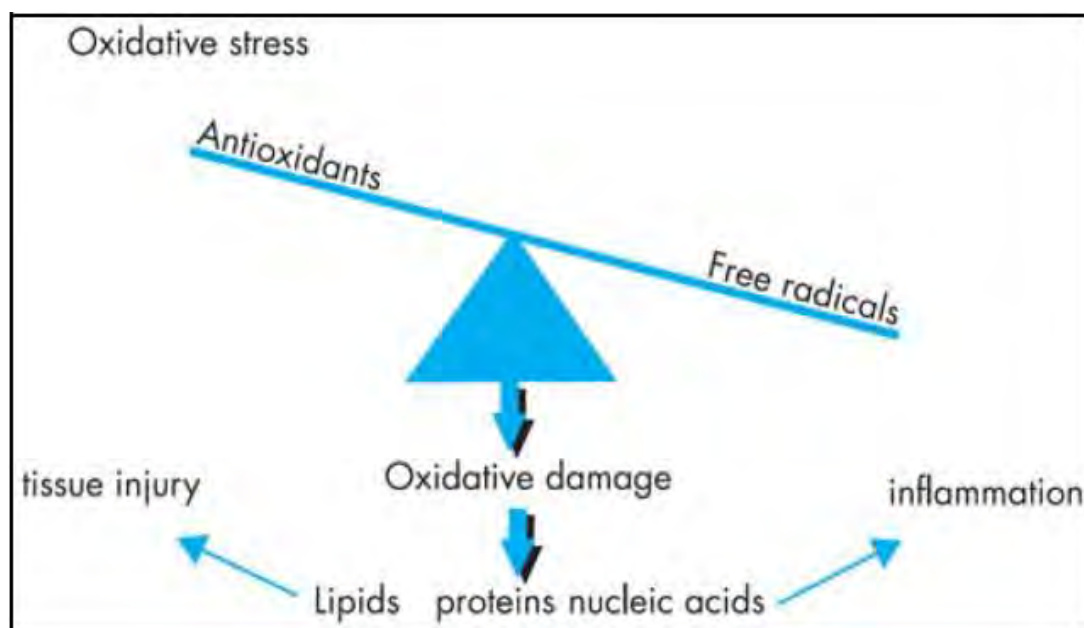 Oxidative stress
Antioxidants
Free radicals
Oxidative damage
tissue injury
inflammation
Lipids proteins nucleic acids